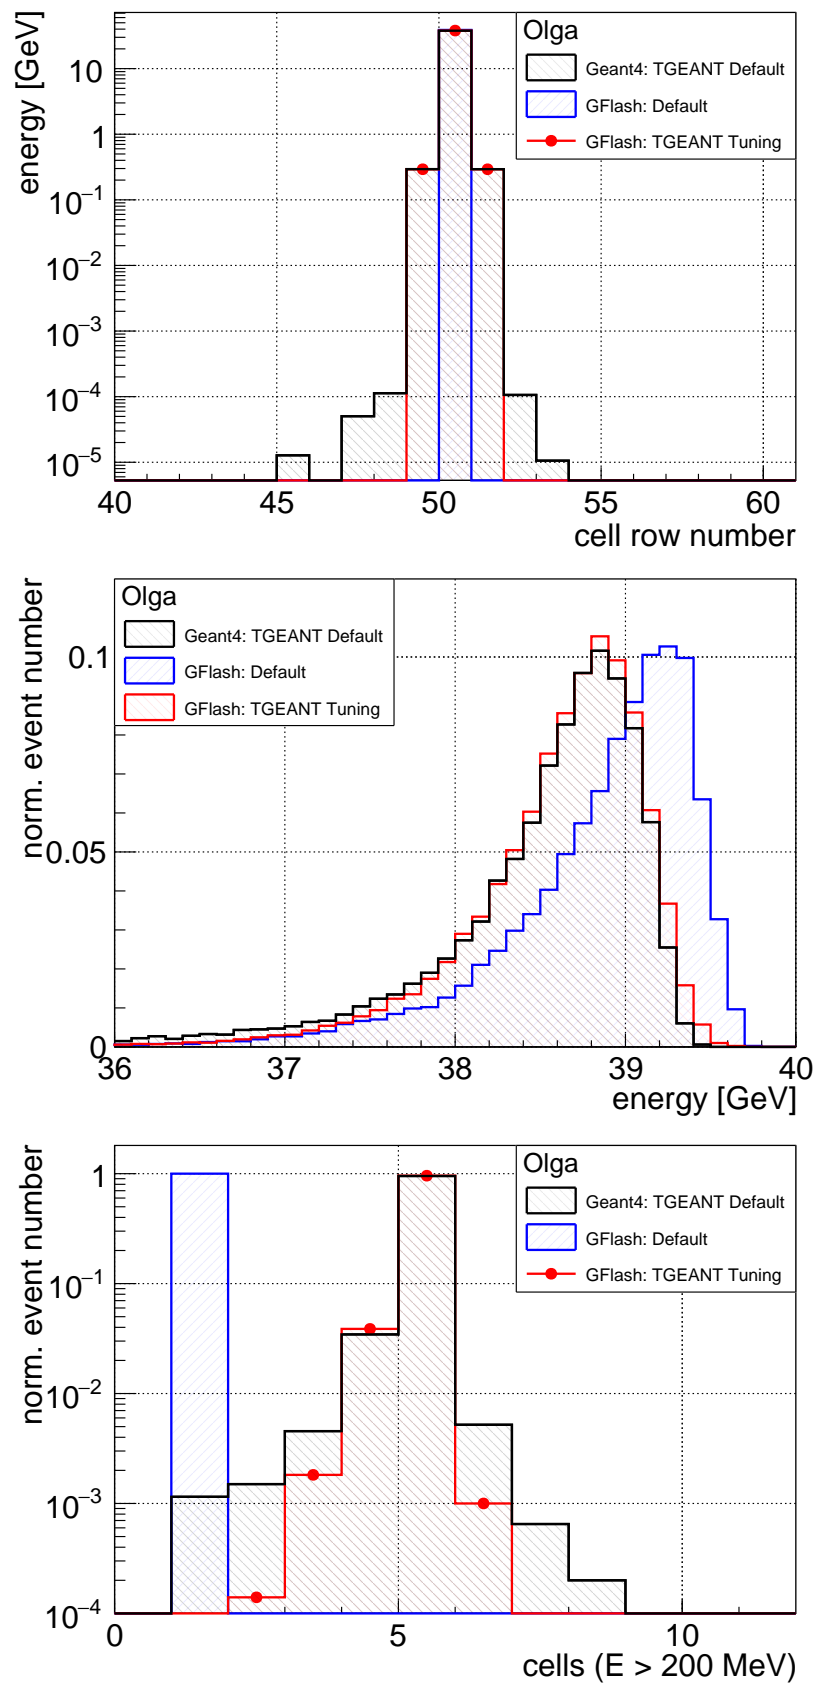 Olga
Geant4: TGEANT Default
GFlash: Default
GFlash: TGEANT Tuning
energy [GeV]
10
1
10⁻¹
10⁻²
10⁻³
10⁻⁴
10⁻⁵
40 45 50 55 60
cell row number
Olga
Geant4: TGEANT Default
GFlash: Default
GFlash: TGEANT Tuning
norm. event number
0.1
0.05
0
36 37 38 39 40
energy [GeV]
Olga
Geant4: TGEANT Default
GFlash: Default
GFlash: TGEANT Tuning
norm. event number
1
10⁻¹
10⁻²
10⁻³
10⁻⁴
0 5 10
cells (E > 200 MeV)